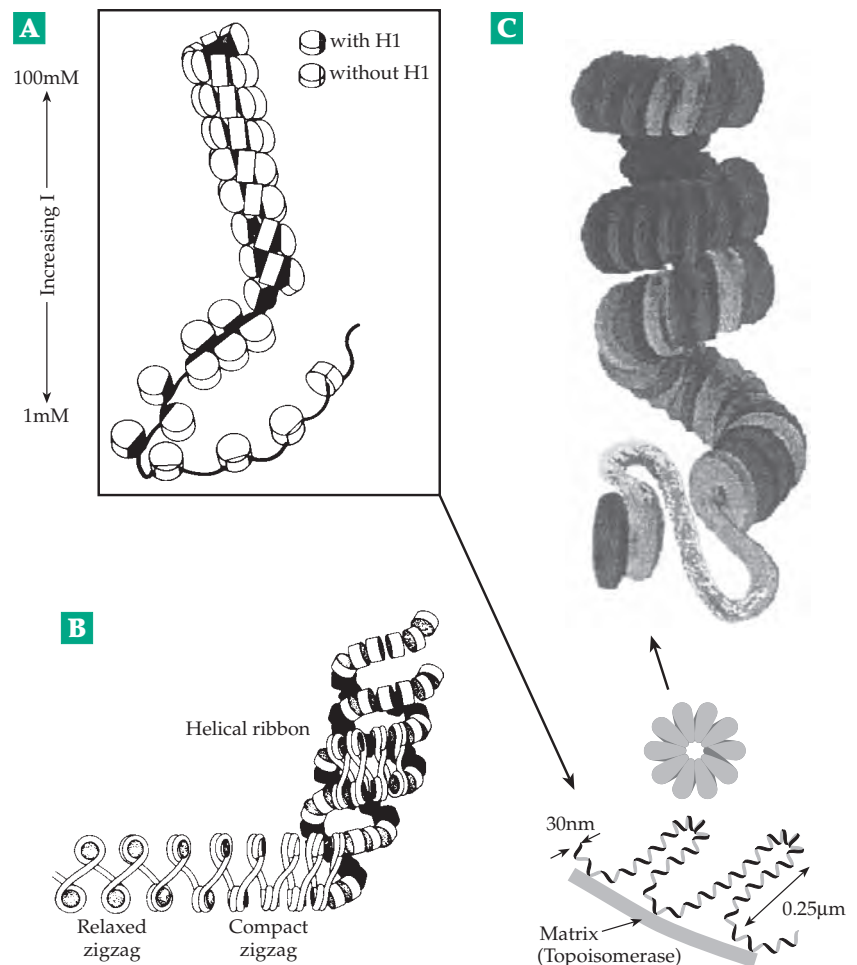 A
with H1
without H1
100mM
Increasing I
1mM
C
B
Helical ribbon
Relaxed
zigzag
Compact
zigzag
30nm
0.25µm
Matrix
(Topoisomerase)